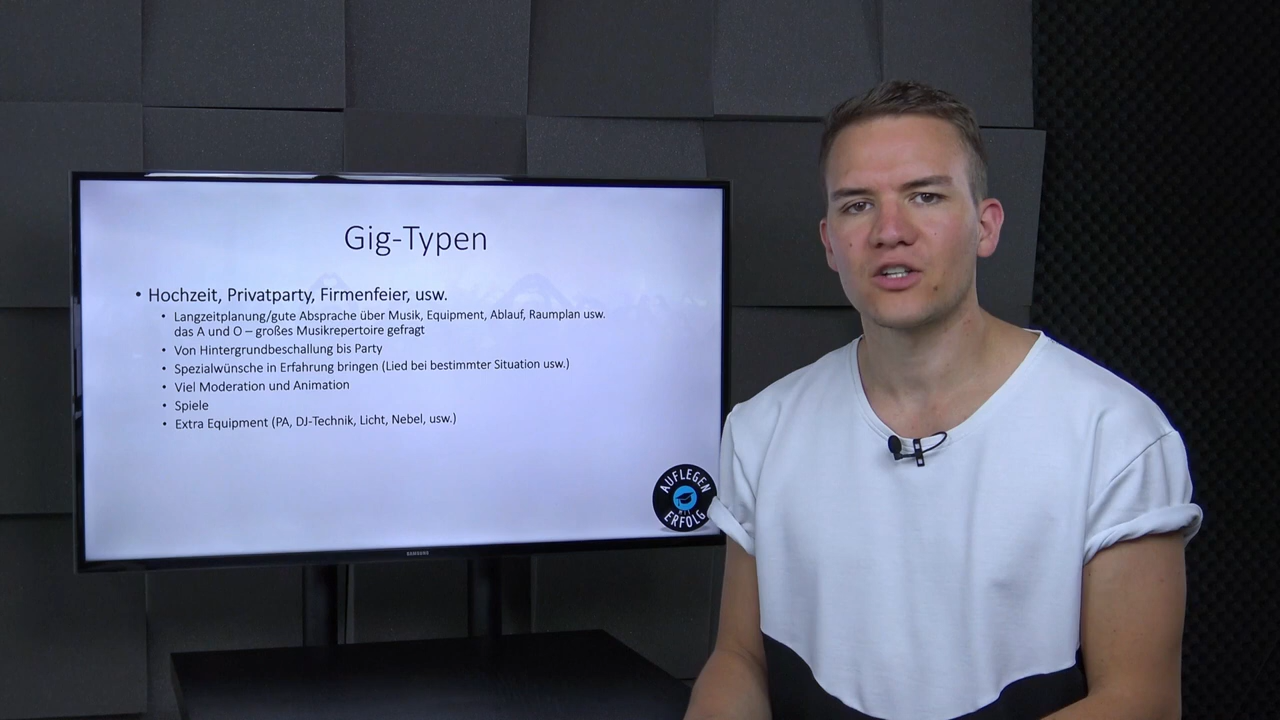 Gig-Typen
• Hochzeit, Privatparty, Firmenfeier, usw.
• Langzeitplanung/gute Absprache über Musik, Equipment, Ablauf, Raumplan usw.
das A und O – großes Musikrepertoire gefragt
• Von Hintergrundbeschallung bis Party
• Spezialwünsche in Erfahrung bringen (Lied bei bestimmter Situation usw.)
• Viel Moderation und Animation
• Spiele
• Extra Equipment (PA, DJ-Technik, Licht, Nebel, usw.)
AUFLEGEN
MIT
ERFOLG
SAMSUNG